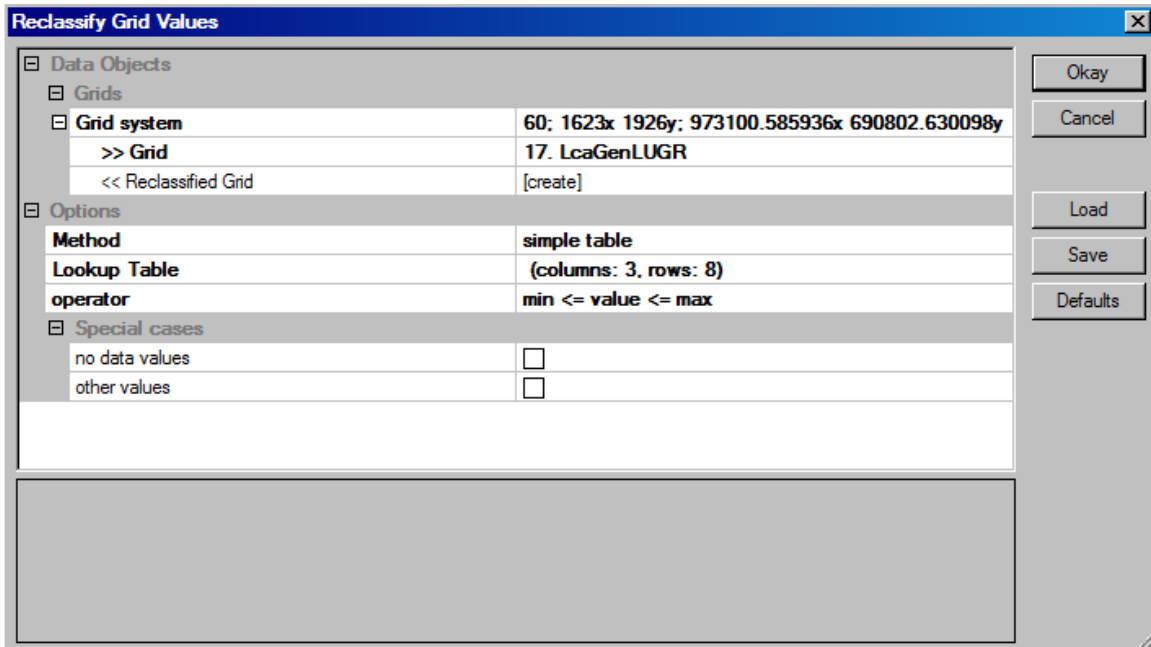 Reclassify Grid Values
Data Objects
Grids
Grid system 60; 1623x 1926y; 973100.585936x 690802.630098y
>> Grid 17. LcaGenLUGR
<< Reclassified Grid [create]
Options
Method simple table
Lookup Table (columns: 3, rows: 8)
operator min <= value <= max
Special cases
no data values
other values
Okay
Cancel
Load
Save
Defaults